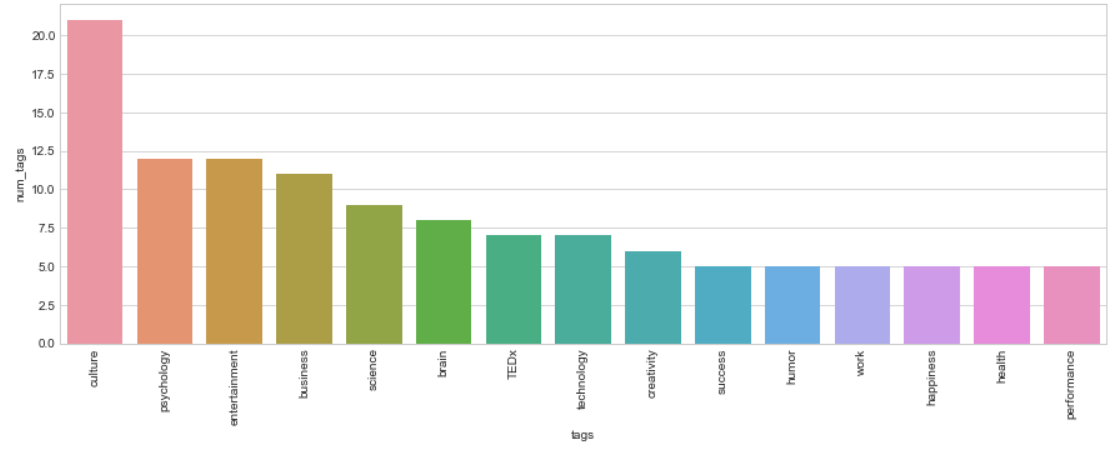 num_tags
20.0
17.5
15.0
12.5
10.0
7.5
5.0
2.5
0.0
culture
psychology
entertainment
business
science
brain
TEDx
technology
creativity
success
humor
work
happiness
health
performance
tags